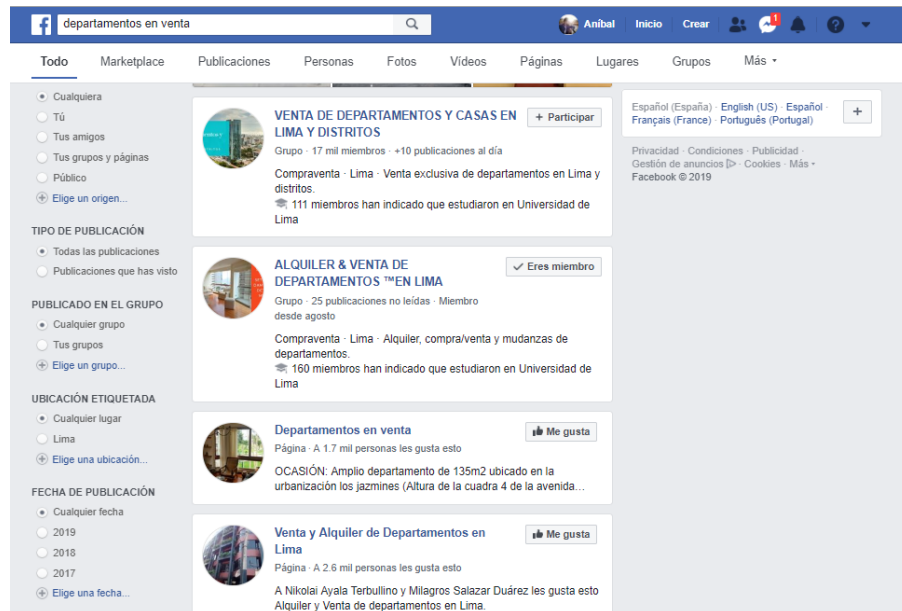 departamentos en venta
Aníbal Inicio Crear 1
Todo Marketplace Publicaciones Personas Fotos Vídeos Páginas Lugares Grupos Más
Cualquiera
Tú
Tus amigos
Tus grupos y páginas
Público
Elige un origen...
TIPO DE PUBLICACIÓN
Todas las publicaciones
Publicaciones que has visto
PUBLICADO EN EL GRUPO
Cualquier grupo
Tus grupos
Elige un grupo...
UBICACIÓN ETIQUETADA
Cualquier lugar
Lima
Elige una ubicación...
FECHA DE PUBLICACIÓN
Cualquier fecha
2019
2018
2017
Elige una fecha...
VENTA DE DEPARTAMENTOS Y CASAS EN
LIMA Y DISTRITOS
+ Participar
Grupo · 17 mil miembros · +10 publicaciones al día
Compraventa · Lima · Venta exclusiva de departamentos en Lima y
distritos.
111 miembros han indicado que estudiaron en Universidad de
Lima
ALQUILER & VENTA DE
DEPARTAMENTOS ™EN LIMA
Eres miembro
Grupo · 25 publicaciones no leídas · Miembro
desde agosto
Compraventa · Lima · Alquiler, compra/venta y mudanzas de
departamentos.
160 miembros han indicado que estudiaron en Universidad de
Lima
Departamentos en venta
Me gusta
Página · A 1.7 mil personas les gusta esto
OCASIÓN: Amplio departamento de 135m2 ubicado en la
urbanización los jazmines (Altura de la cuadra 4 de la avenida...
Venta y Alquiler de Departamentos en
Lima
Me gusta
Página · A 2.6 mil personas les gusta esto
A Nikolai Ayala Terbullino y Milagros Salazar Duárez les gusta esto
Alquiler y Venta de departamentos en Lima.
Español (España) · English (US) · Español ·
Français (France) · Português (Portugal)
Privacidad · Condiciones · Publicidad ·
Gestión de anuncios · Cookies · Más
Facebook © 2019